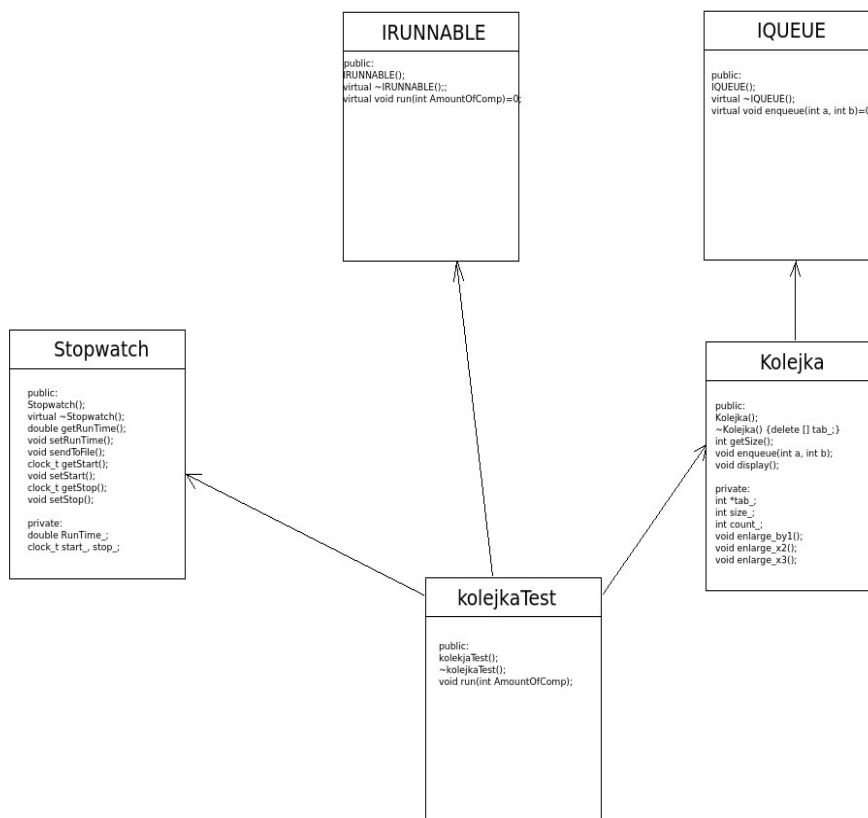 IRUNNABLE
public:
IRUNNABLE();
virtual ~IRUNNABLE();;
virtual void run(int AmountOfComp)=0;
IQUEUE
public:
IQUEUE();
virtual ~IQUEUE();
virtual void enqueue(int a, int b)=0
Stopwatch
public:
Stopwatch();
virtual ~Stopwatch();
double getRunTime();
void setRunTime();
void sendToFile();
clock_t getStart();
void setStart();
clock_t getStop();
void setStop();
private:
double RunTime_;
clock_t start_, stop_;
Kolejka
public:
Kolejka();
~Kolejka() {delete [] tab_;}
int getSize();
void enqueue(int a, int b);
void display();
private:
int *tab_;
int size_;
int count_;
void enlarge_by1();
void enlarge_x2();
void enlarge_x3();
kolejkaTest
public:
kolekjaTest();
~kolejkaTest();
void run(int AmountOfComp);